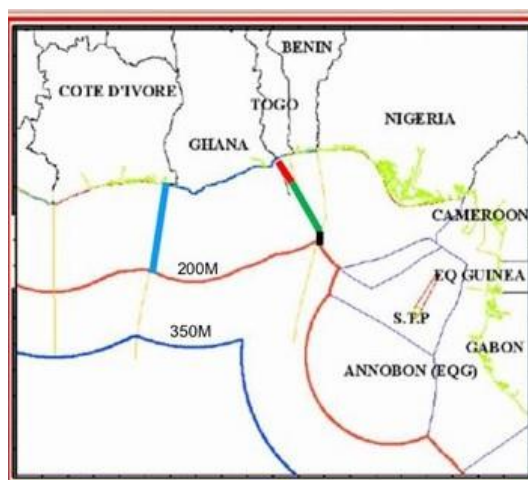 BENIN
COTE D'IVORE
TOGO
NIGERIA
GHANA
CAMEROON
200M
EQ GUINEA
S.T.P
350M
GABON
ANNOBON (EQG)